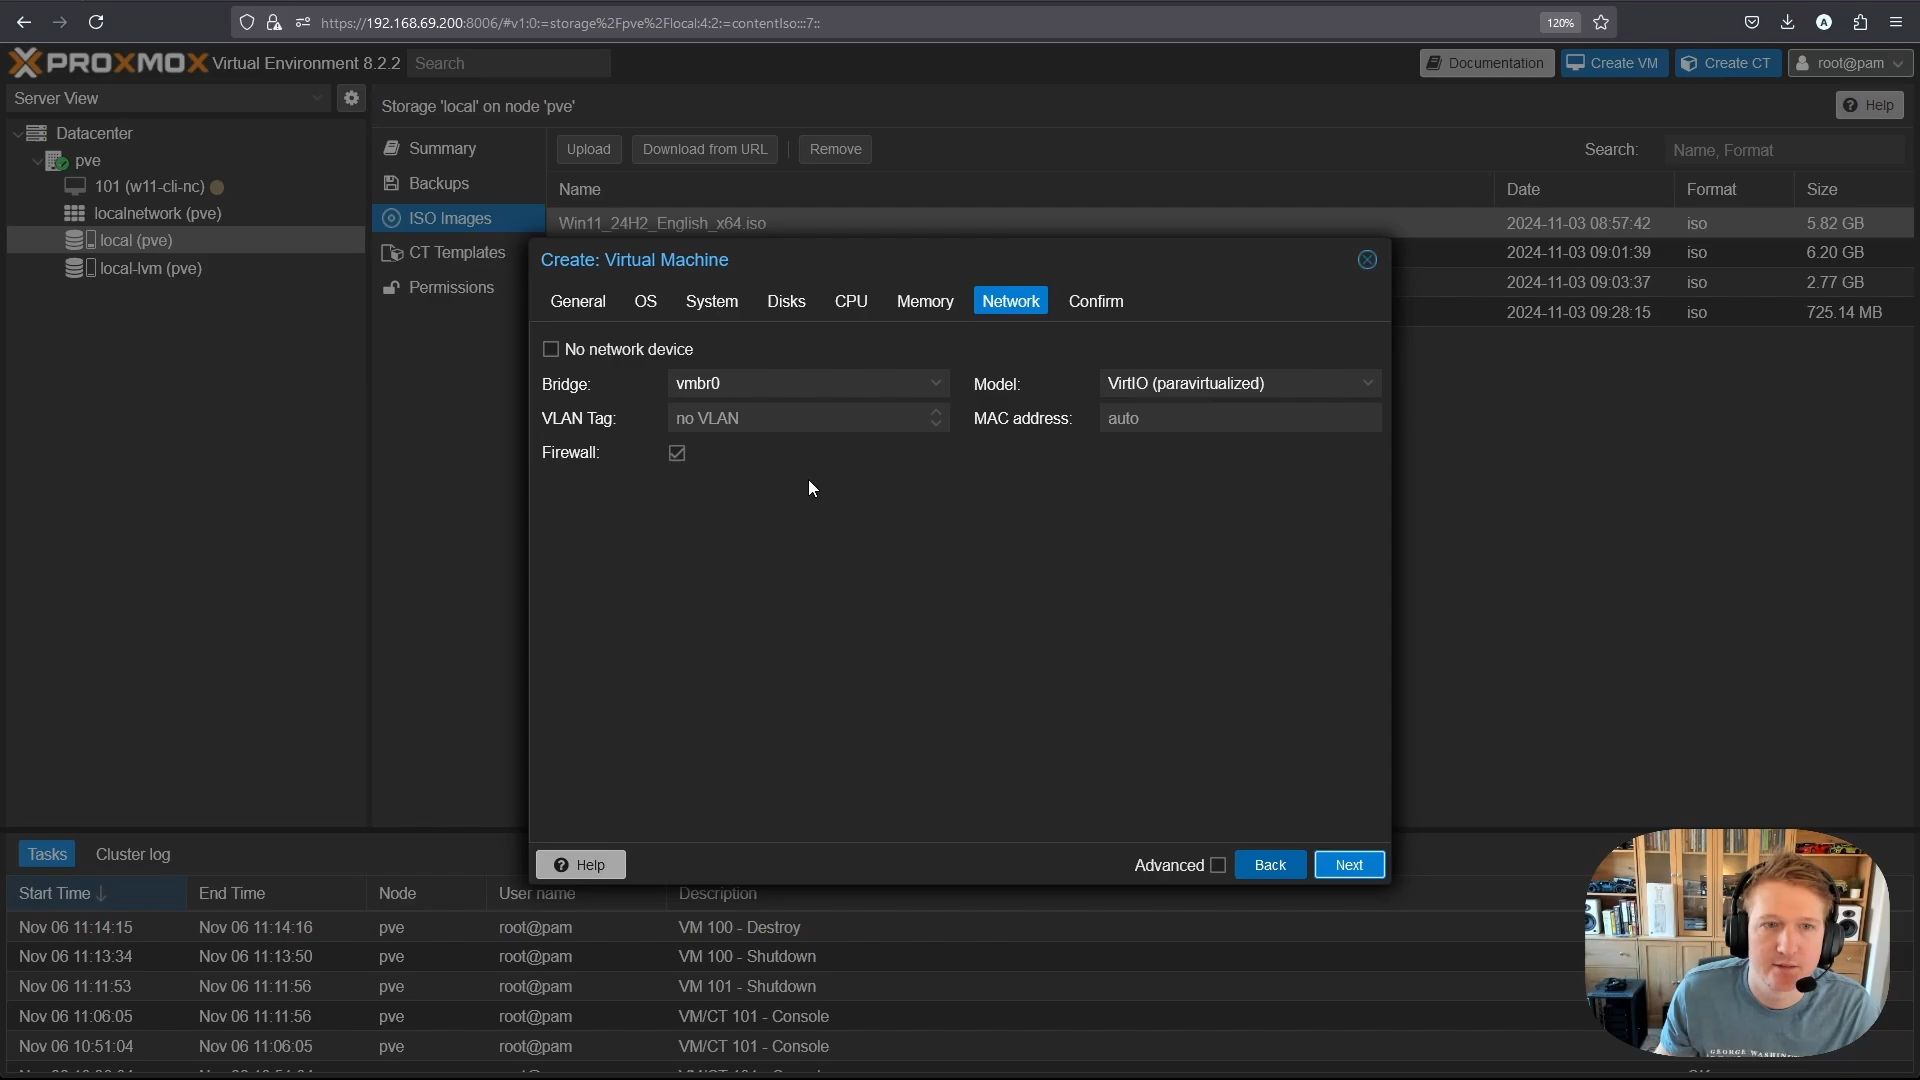 https://192.168.69.200:8006/#v1:0:=storage%2Fpve%2Flocal:4:2:=contentIso:::7::
120%
PROXMOX Virtual Environment 8.2.2 Search
Documentation Create VM Create CT root@pam
Server View
Storage 'local' on node 'pve'
Help
Datacenter
pve
101 (w11-cli-nc)
localnetwork (pve)
local (pve)
local-lvm (pve)
Summary
Backups
ISO Images
CT Templates
Permissions
Upload Download from URL Remove Search: Name, Format
Name Date Format Size
Win11_24H2_English_x64.iso 2024-11-03 08:57:42 iso 5.82 GB
2024-11-03 09:01:39 iso 6.20 GB
2024-11-03 09:03:37 iso 2.77 GB
2024-11-03 09:28:15 iso 725.14 MB
Create: Virtual Machine
General OS System Disks CPU Memory Network Confirm
No network device
Bridge: vmbr0 Model: VirtIO (paravirtualized)
VLAN Tag: no VLAN MAC address: auto
Firewall:
Help Advanced Back Next
Tasks Cluster log
Start Time End Time Node User name Description
Nov 06 11:14:15 Nov 06 11:14:16 pve root@pam VM 100 - Destroy
Nov 06 11:13:34 Nov 06 11:13:50 pve root@pam VM 100 - Shutdown
Nov 06 11:11:53 Nov 06 11:11:56 pve root@pam VM 101 - Shutdown
Nov 06 11:06:05 Nov 06 11:11:56 pve root@pam VM/CT 101 - Console
Nov 06 10:51:04 Nov 06 11:06:05 pve root@pam VM/CT 101 - Console